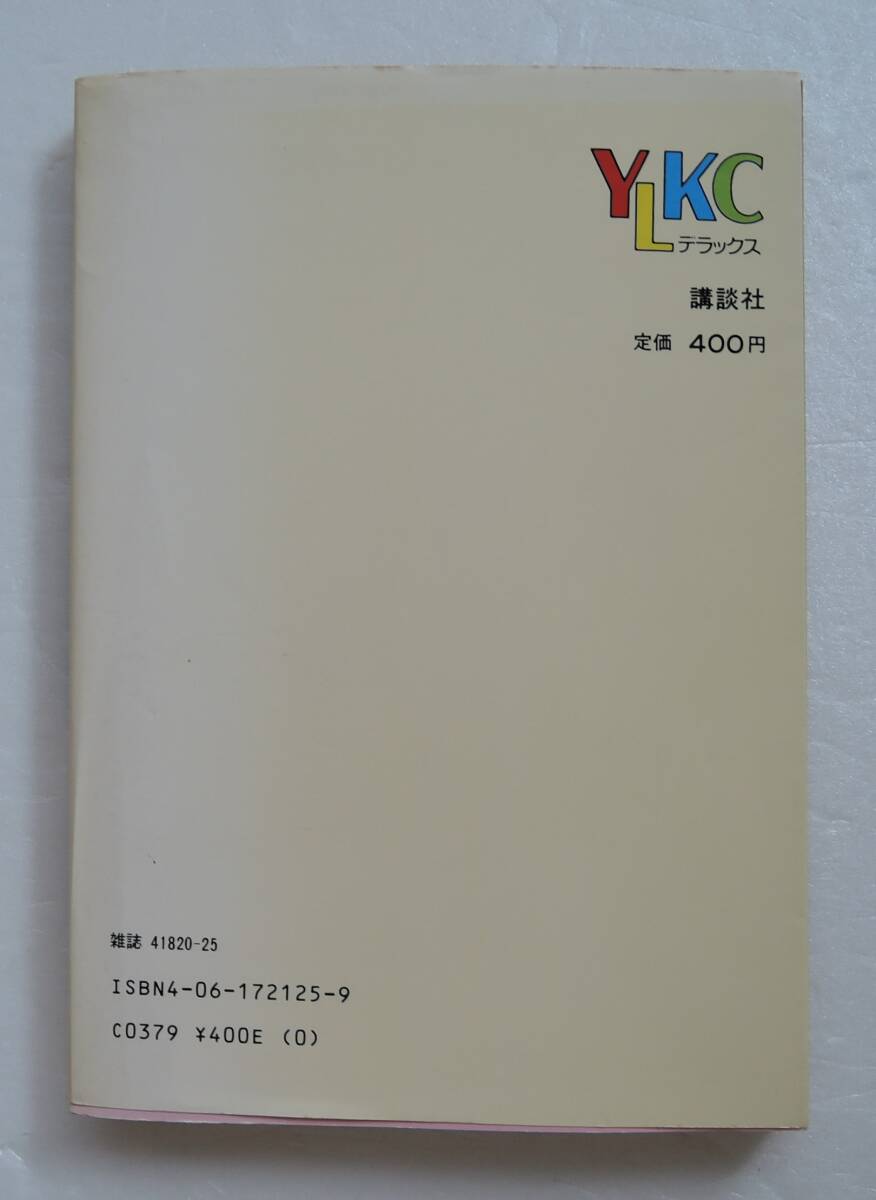 YLKC
デラックス
講談社
定価 400円
雑誌 41820-25
ISBN4-06-172125-9
C0379 ¥400E (0)